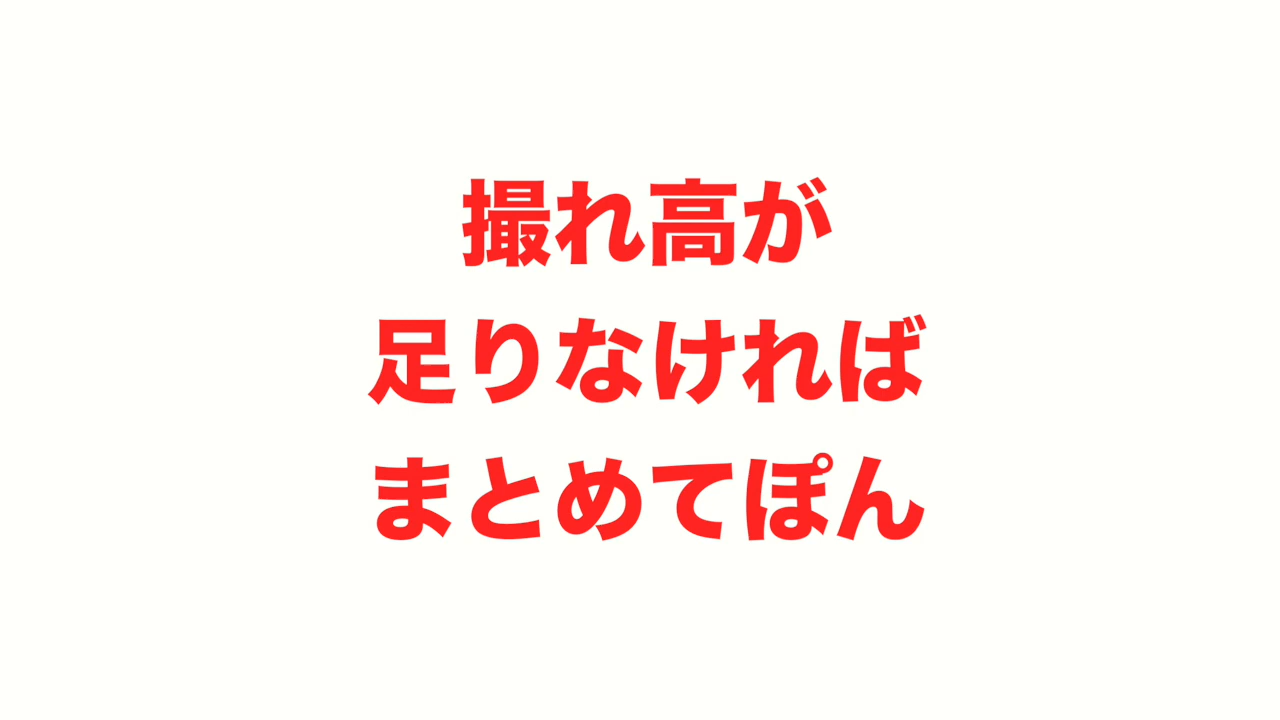 撮れ高が
足りなければ
まとめてぽん